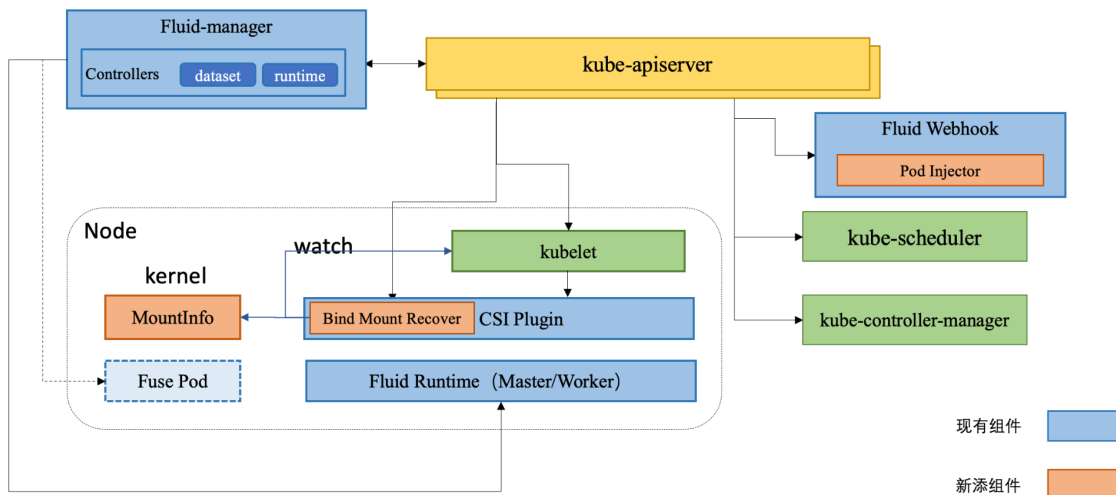 Fluid-manager
Controllers
dataset
runtime
kube-apiserver
Fluid Webhook
Pod Injector
Node
watch
kubelet
kube-scheduler
kernel
MountInfo
Bind Mount Recover
CSI Plugin
kube-controller-manager
Fuse Pod
Fluid Runtime（Master/Worker）
现有组件
新添组件